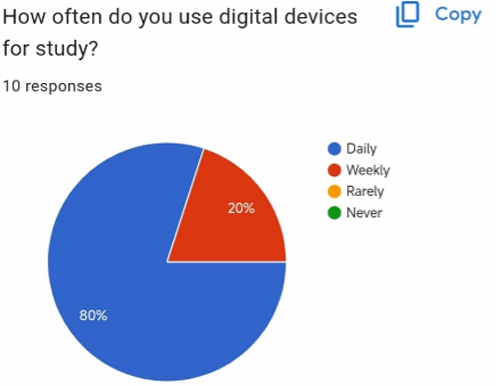 How often do you use digital devices
for study?
Copy
10 responses
Daily
Weekly
Rarely
Never
20%
80%